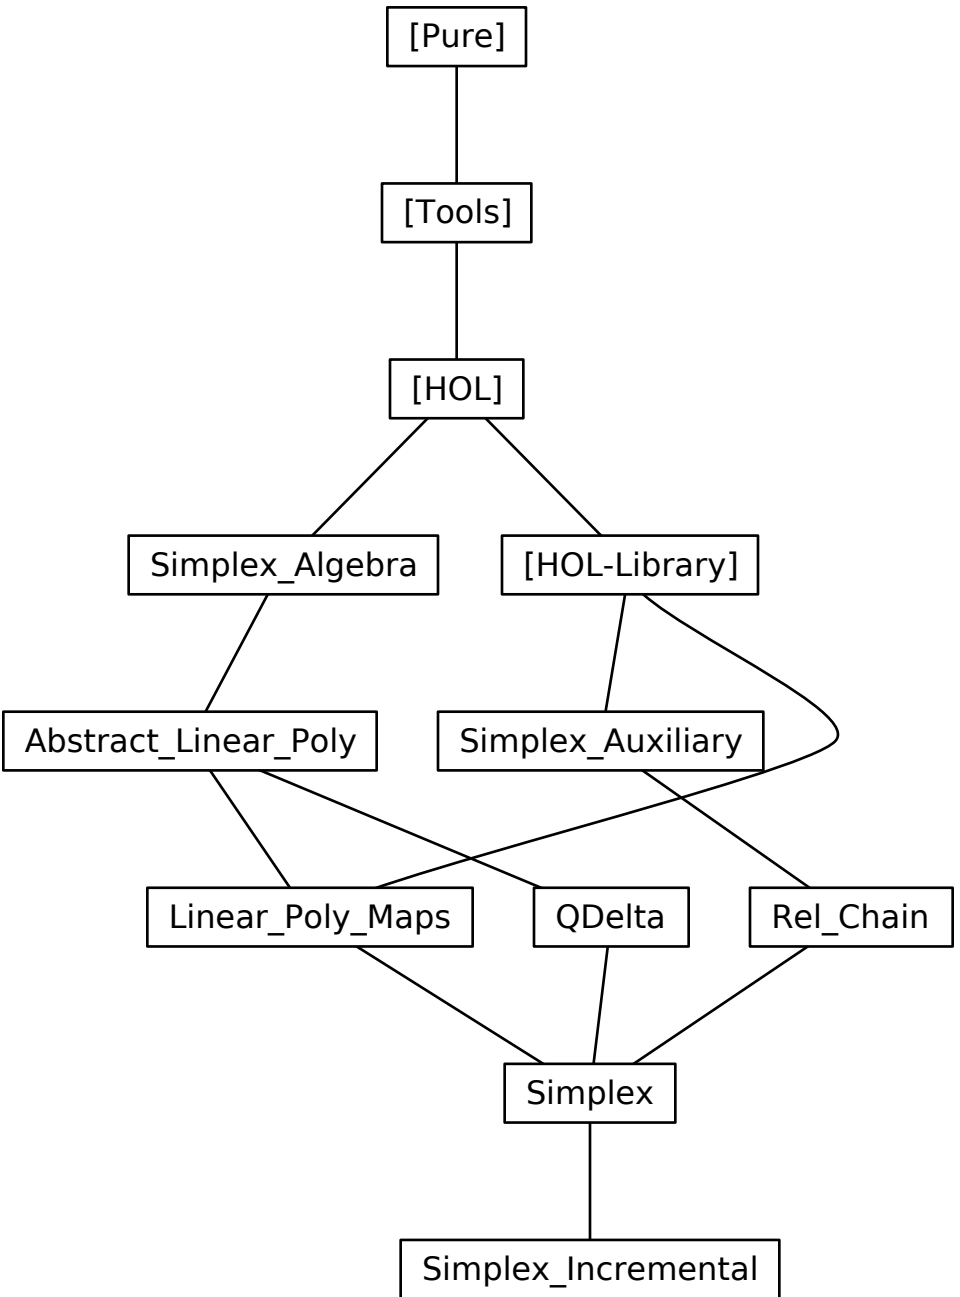 [Pure]
[Tools]
[HOL]
Simplex_Algebra
[HOL-Library]
Abstract_Linear_Poly
Simplex_Auxiliary
Linear_Poly_Maps
QDelta
Rel_Chain
Simplex
Simplex_Incremental